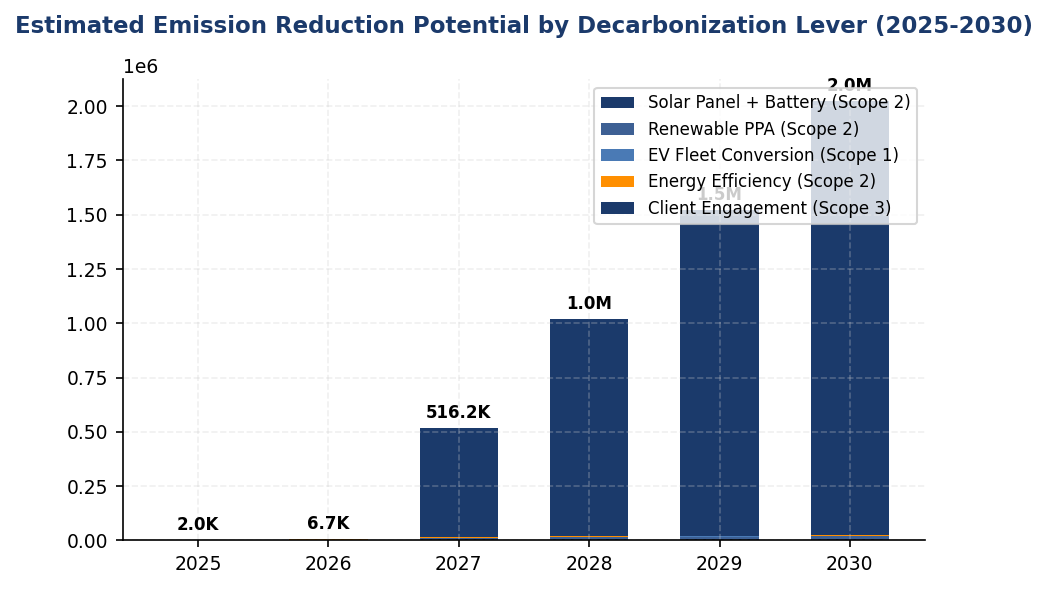 Estimated Emission Reduction Potential by Decarbonization Lever (2025-2030)
1e6
2.00
1.75
1.50
1.25
1.00
0.75
0.50
0.25
0.00
2.0K
6.7K
516.2K
1.0M
1.5M
2.0M
Solar Panel + Battery (Scope 2)
Renewable PPA (Scope 2)
EV Fleet Conversion (Scope 1)
Energy Efficiency (Scope 2)
Client Engagement (Scope 3)
2025
2026
2027
2028
2029
2030